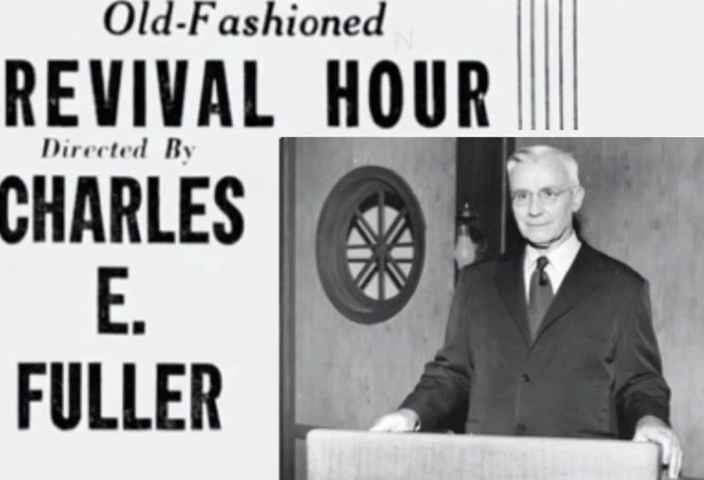 Old-Fashioned
REVIVAL HOUR
Directed By
CHARLES
E.
FULLER